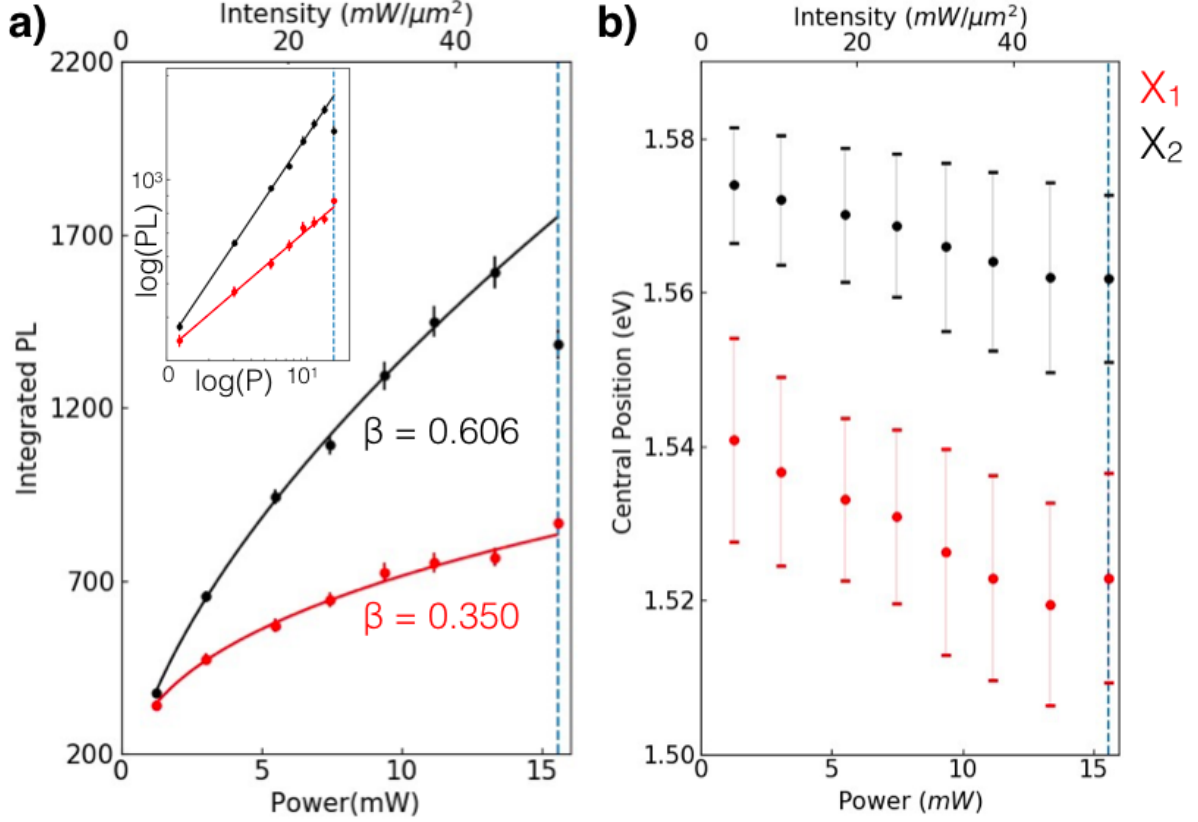 a)
Intensity (mW/μm²)
0 20 40
2200
1700
1200
700
200
Integrated PL
0 5 10 15
Power(mW)
10³
log(PL)
0 10¹
log(P)
β = 0.606
β = 0.350
b)
Intensity (mW/μm²)
0 20 40
X₁
X₂
1.58
1.56
1.54
1.52
1.50
Central Position (eV)
0 5 10 15
Power (mW)